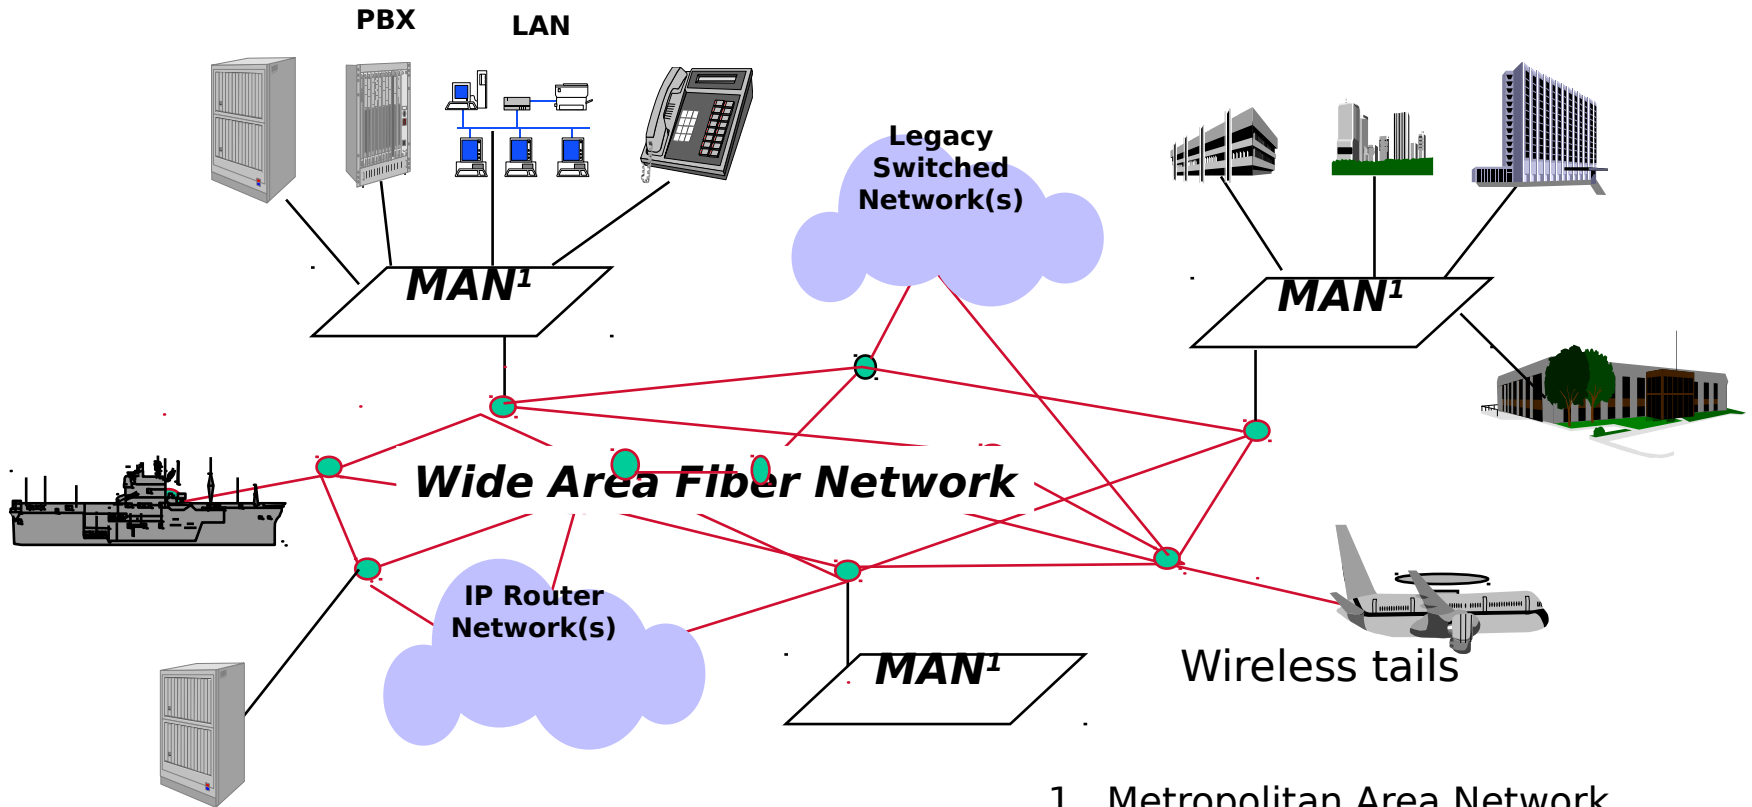 PBX
LAN
Legacy
Switched
Network(s)
MAN¹
MAN¹
Wide Area Fiber Network
IP Router
Network(s)
MAN¹
Wireless tails
1 Metropolitan Area Network